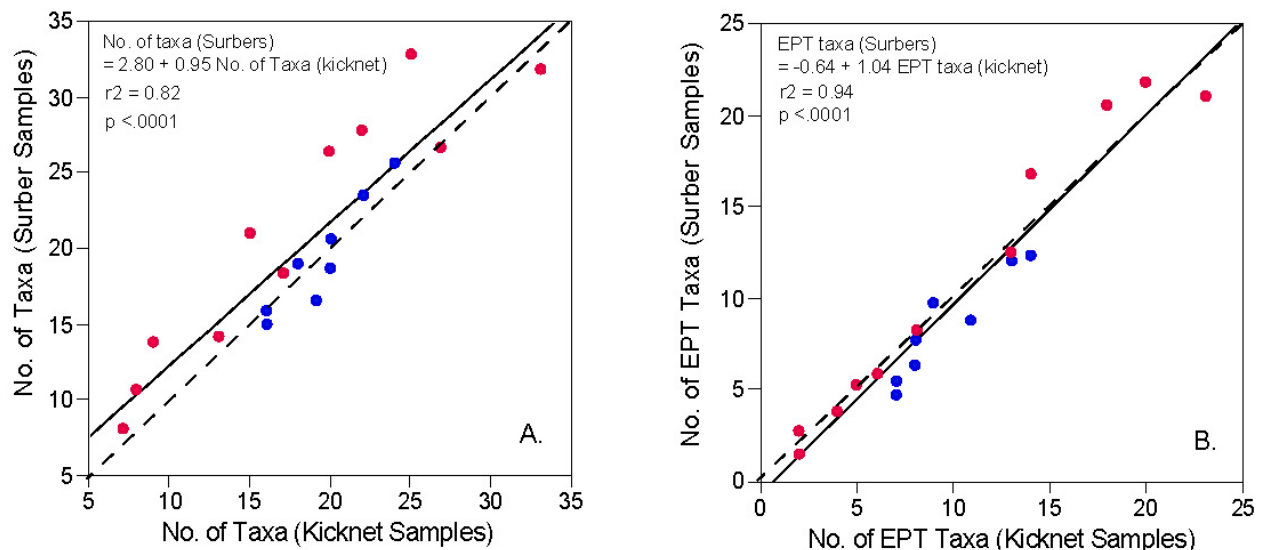 No. of taxa (Surbers)
= 2.80 + 0.95 No. of Taxa (kicknet)
r2 = 0.82
p <.0001
No. of Taxa (Surber Samples)
35
30
25
20
15
10
5
A.
5 10 15 20 25 30 35
No. of Taxa (Kicknet Samples)
EPT taxa (Surbers)
= -0.64 + 1.04 EPT taxa (kicknet)
r2 = 0.94
p <.0001
No. of EPT Taxa (Surber Samples)
25
20
15
10
5
0
B.
0 5 10 15 20 25
No. of EPT Taxa (Kicknet Samples)